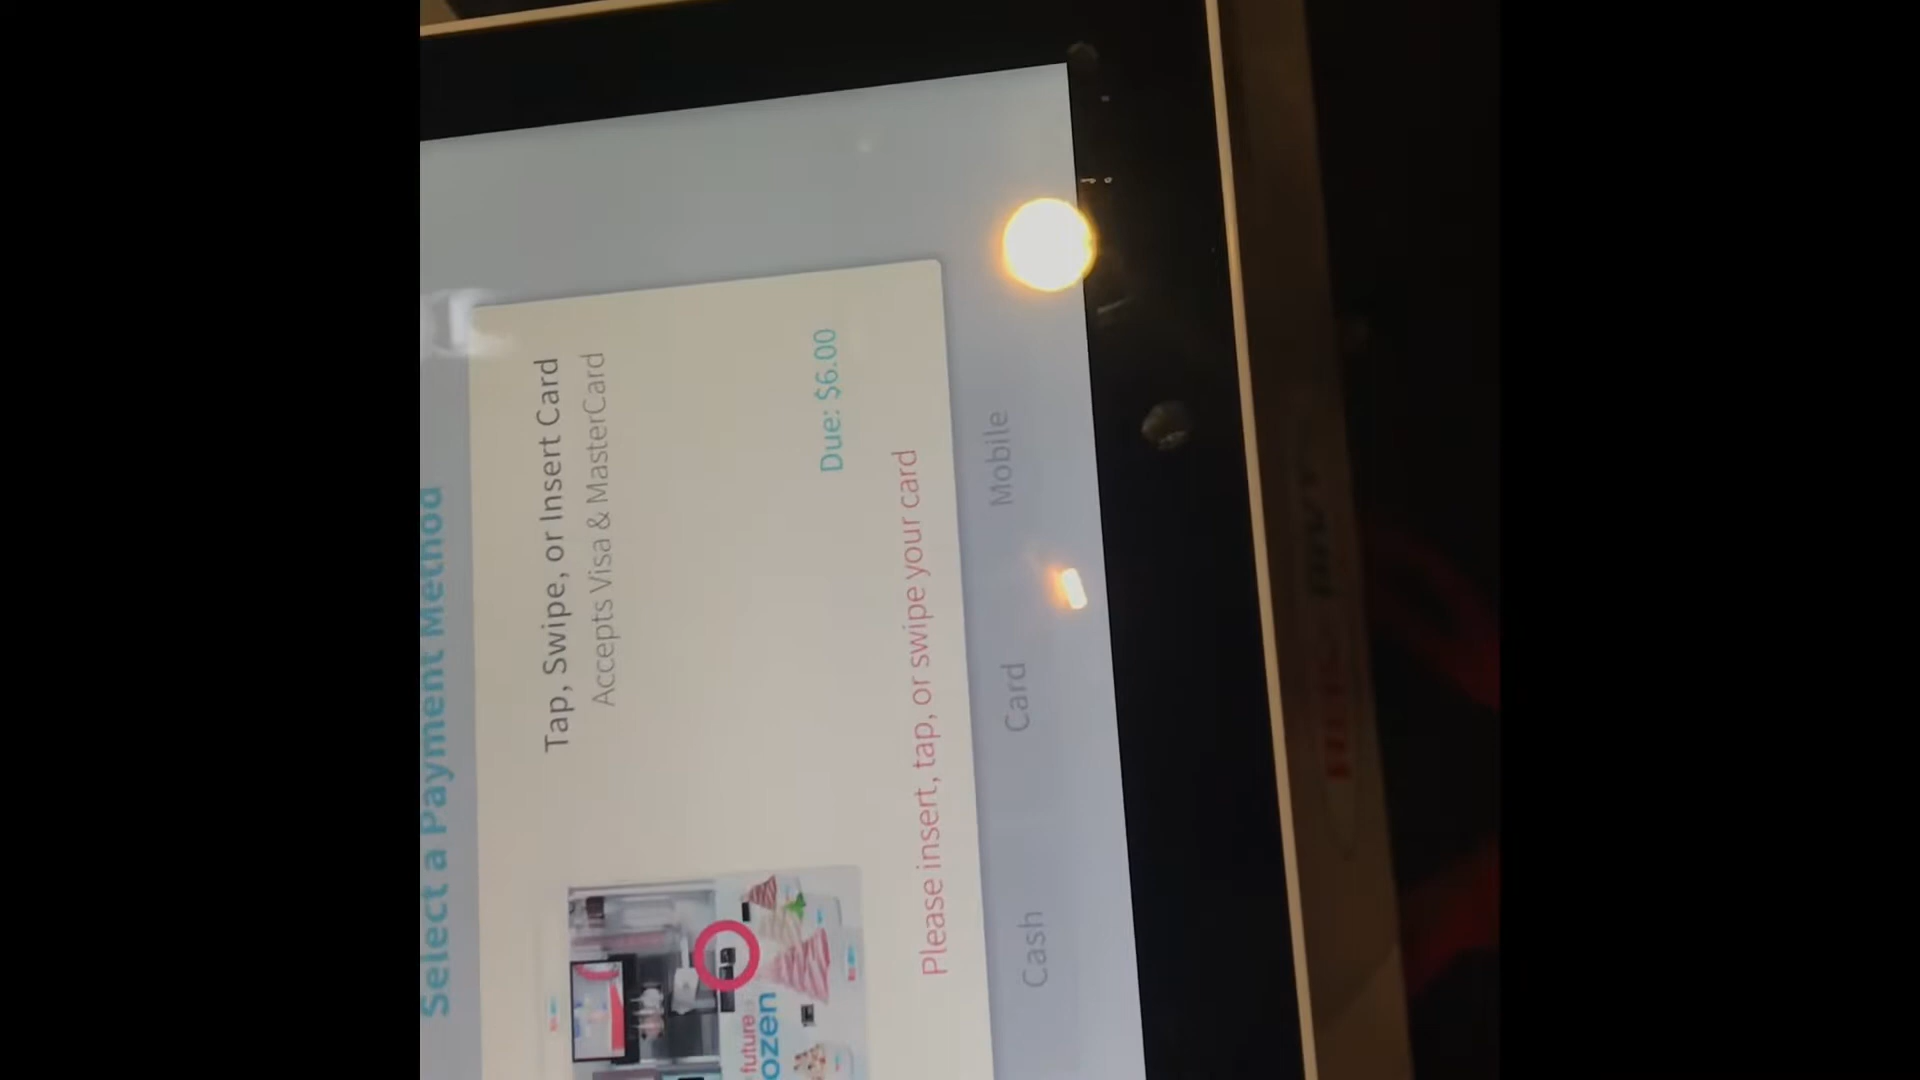 Select a Payment Method
Tap, Swipe, or Insert Card
Accepts Visa & MasterCard
future
ozen
Due: $6.00
Please insert, tap, or swipe your card
Cash
Card
Mobile